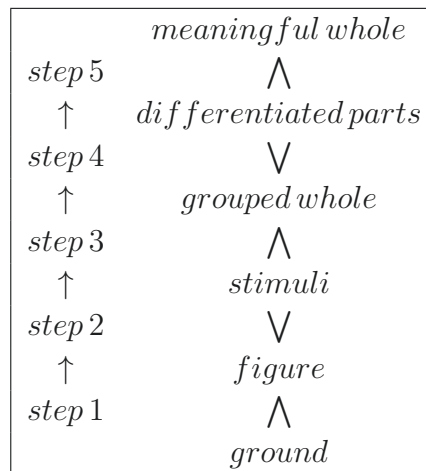 meaningful whole
step 5 ⋀
↑ differentiated parts
step 4 ⋁
↑ grouped whole
step 3 ⋀
↑ stimuli
step 2 ⋁
↑ figure
step 1 ⋀
ground